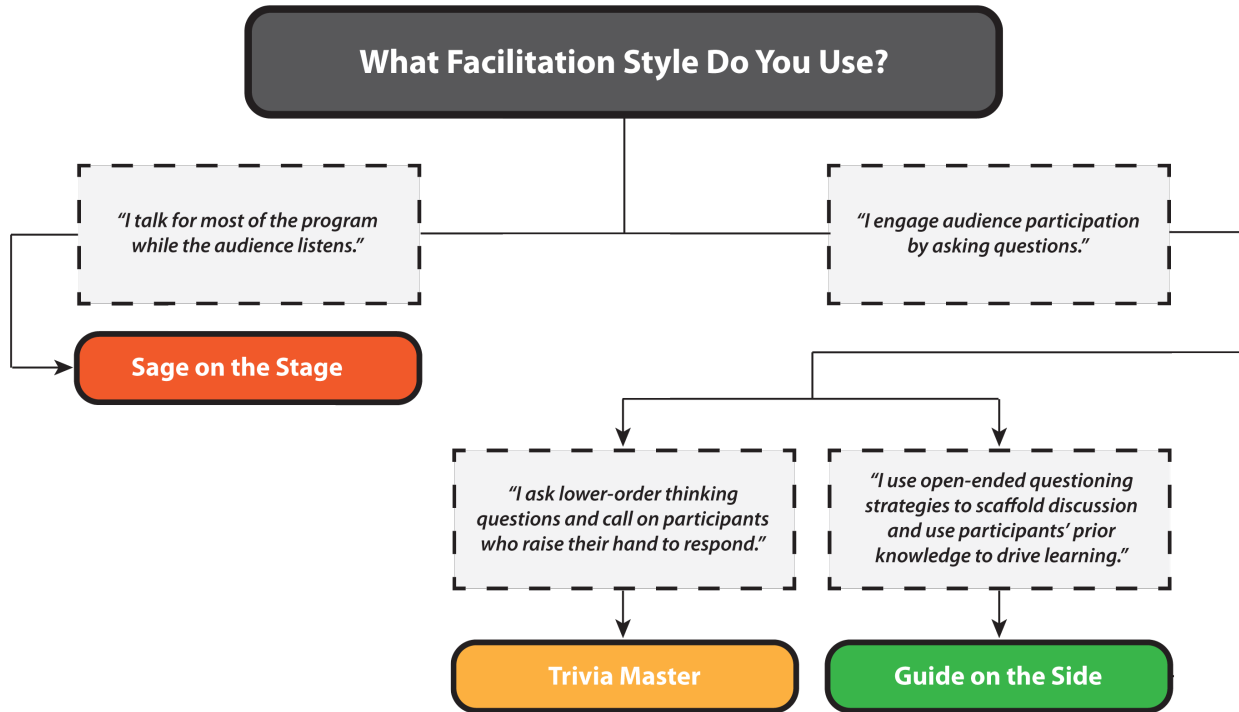 What Facilitation Style Do You Use?
“I talk for most of the program
while the audience listens.”
“I engage audience participation
by asking questions.”
Sage on the Stage
“I ask lower-order thinking
questions and call on participants
who raise their hand to respond.”
“I use open-ended questioning
strategies to scaffold discussion
and use participants’ prior
knowledge to drive learning.”
Trivia Master
Guide on the Side